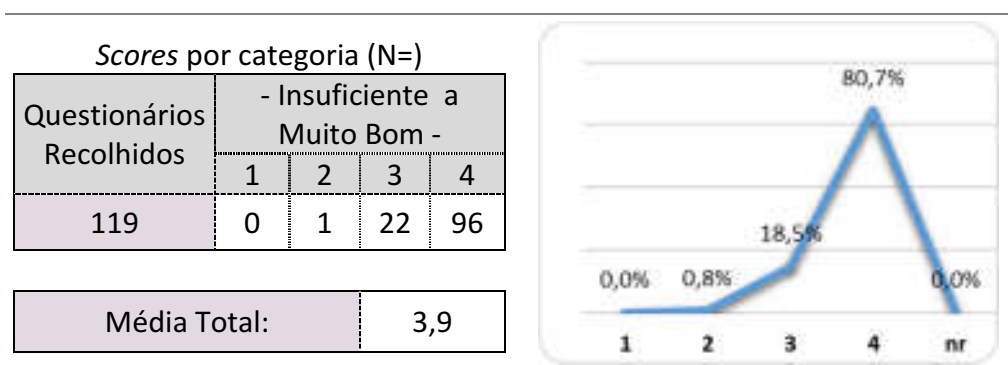 Scores por categoria (N=)
Questionários
Recolhidos
- Insuficiente a
Muito Bom -
1 2 3 4
119 0 1 22 96
Média Total: 3,9
80,7%
18,5%
0,0% 0,8% 0,0%
1 2 3 4 nr